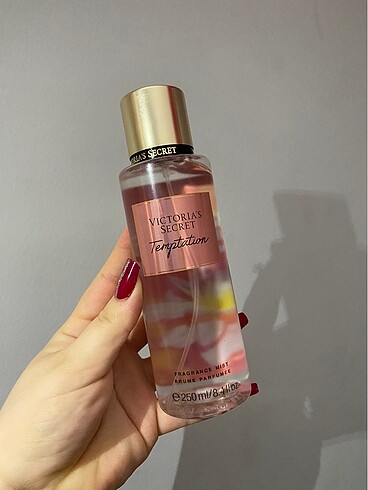 VICTORIA'S SECRET
VICTORIA'S
SECRET
Temptation
FRAGRANCE MIST
BRUME PARFUMÉE
℮250 ml/8.4 fl oz